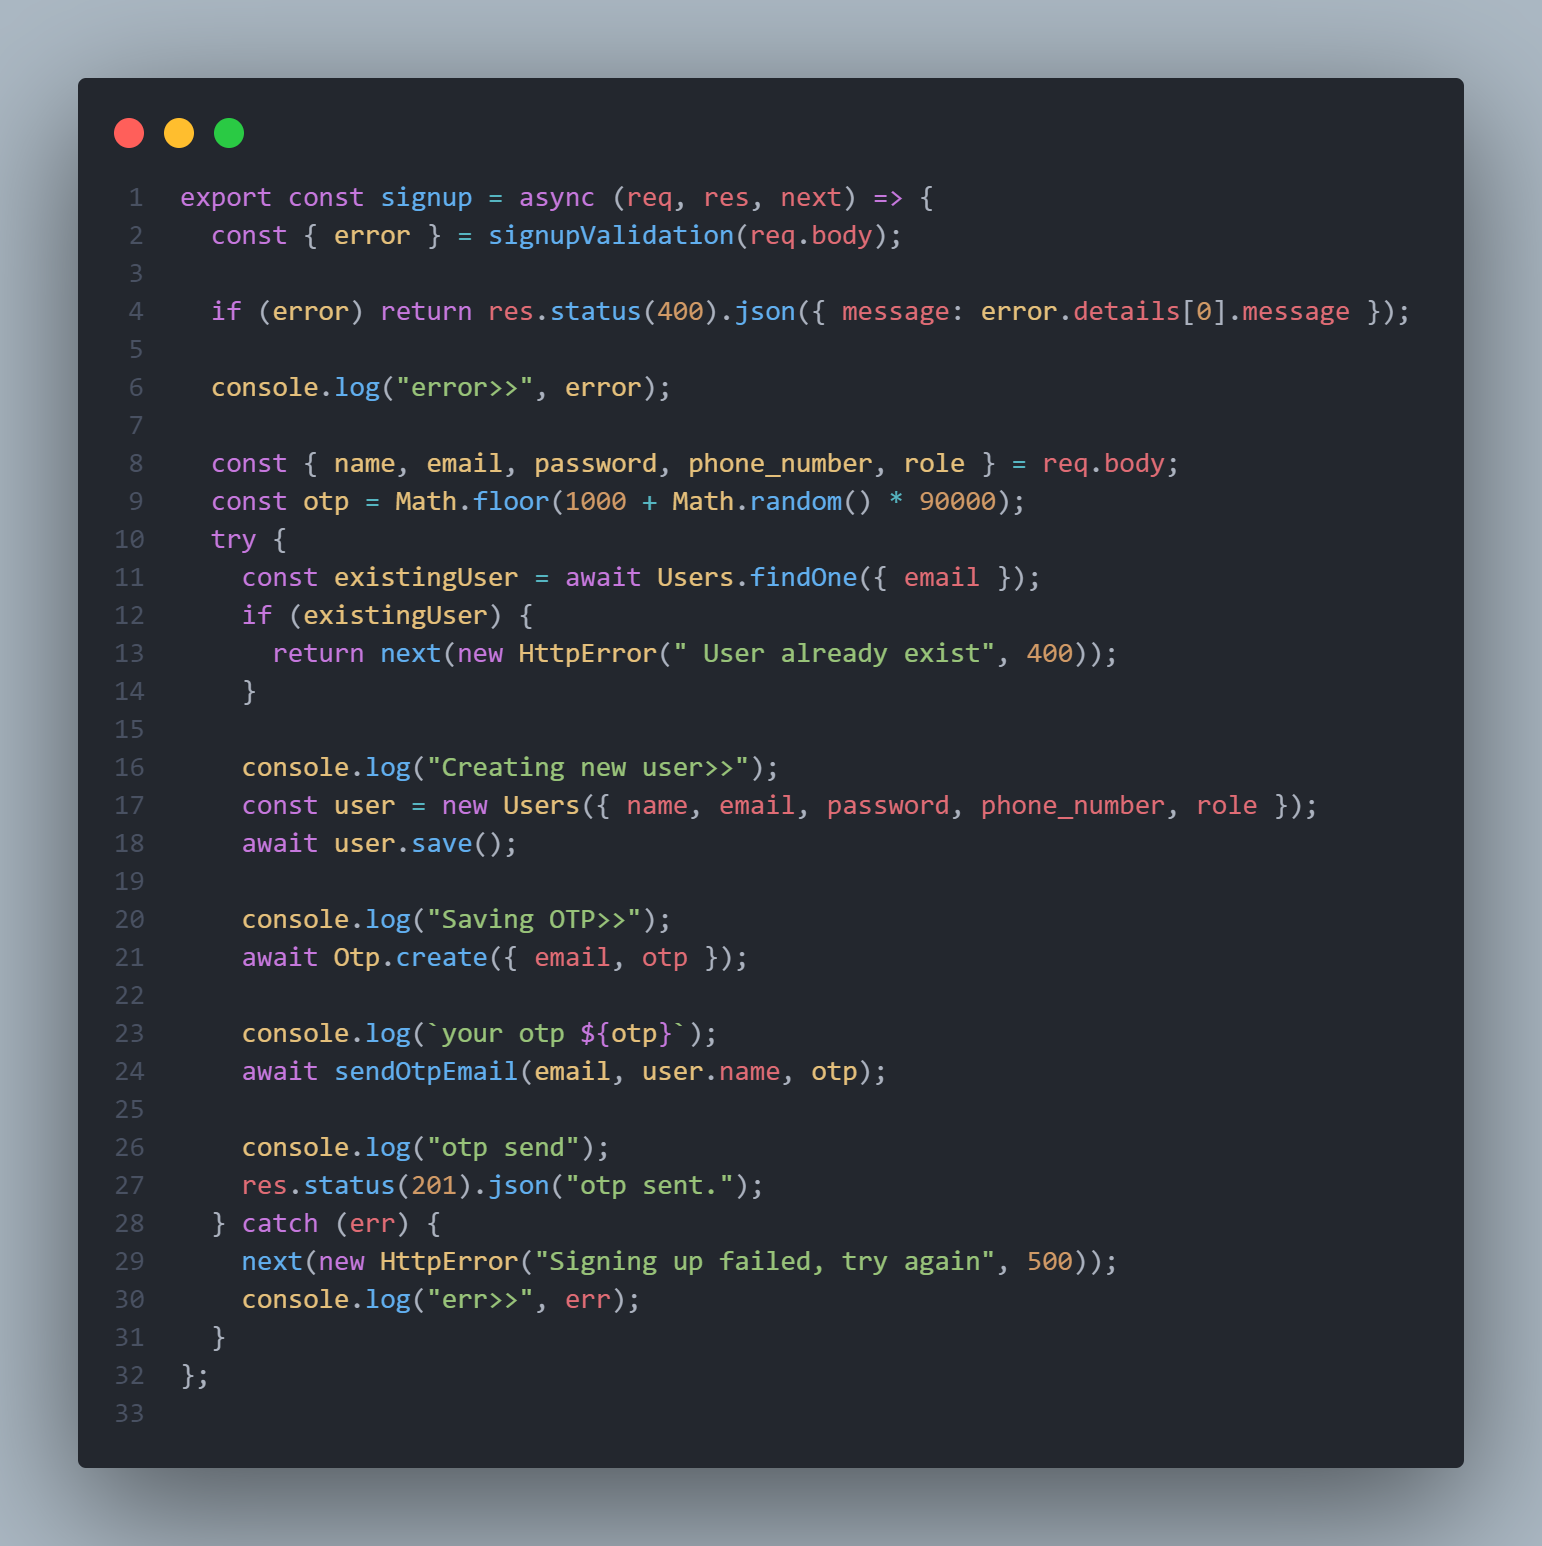 1 export const signup = async (req, res, next) => {
2   const { error } = signupValidation(req.body);
3
4   if (error) return res.status(400).json({ message: error.details[0].message });
5
6   console.log("error>>", error);
7
8   const { name, email, password, phone_number, role } = req.body;
9   const otp = Math.floor(1000 + Math.random() * 90000);
10   try {
11     const existingUser = await Users.findOne({ email });
12     if (existingUser) {
13       return next(new HttpError(" User already exist", 400));
14     }
15
16     console.log("Creating new user>>");
17     const user = new Users({ name, email, password, phone_number, role });
18     await user.save();
19
20     console.log("Saving OTP>>");
21     await Otp.create({ email, otp });
22
23     console.log(`your otp ${otp}`);
24     await sendOtpEmail(email, user.name, otp);
25
26     console.log("otp send");
27     res.status(201).json("otp sent.");
28   } catch (err) {
29     next(new HttpError("Signing up failed, try again", 500));
30     console.log("err>>", err);
31   }
32 };
33